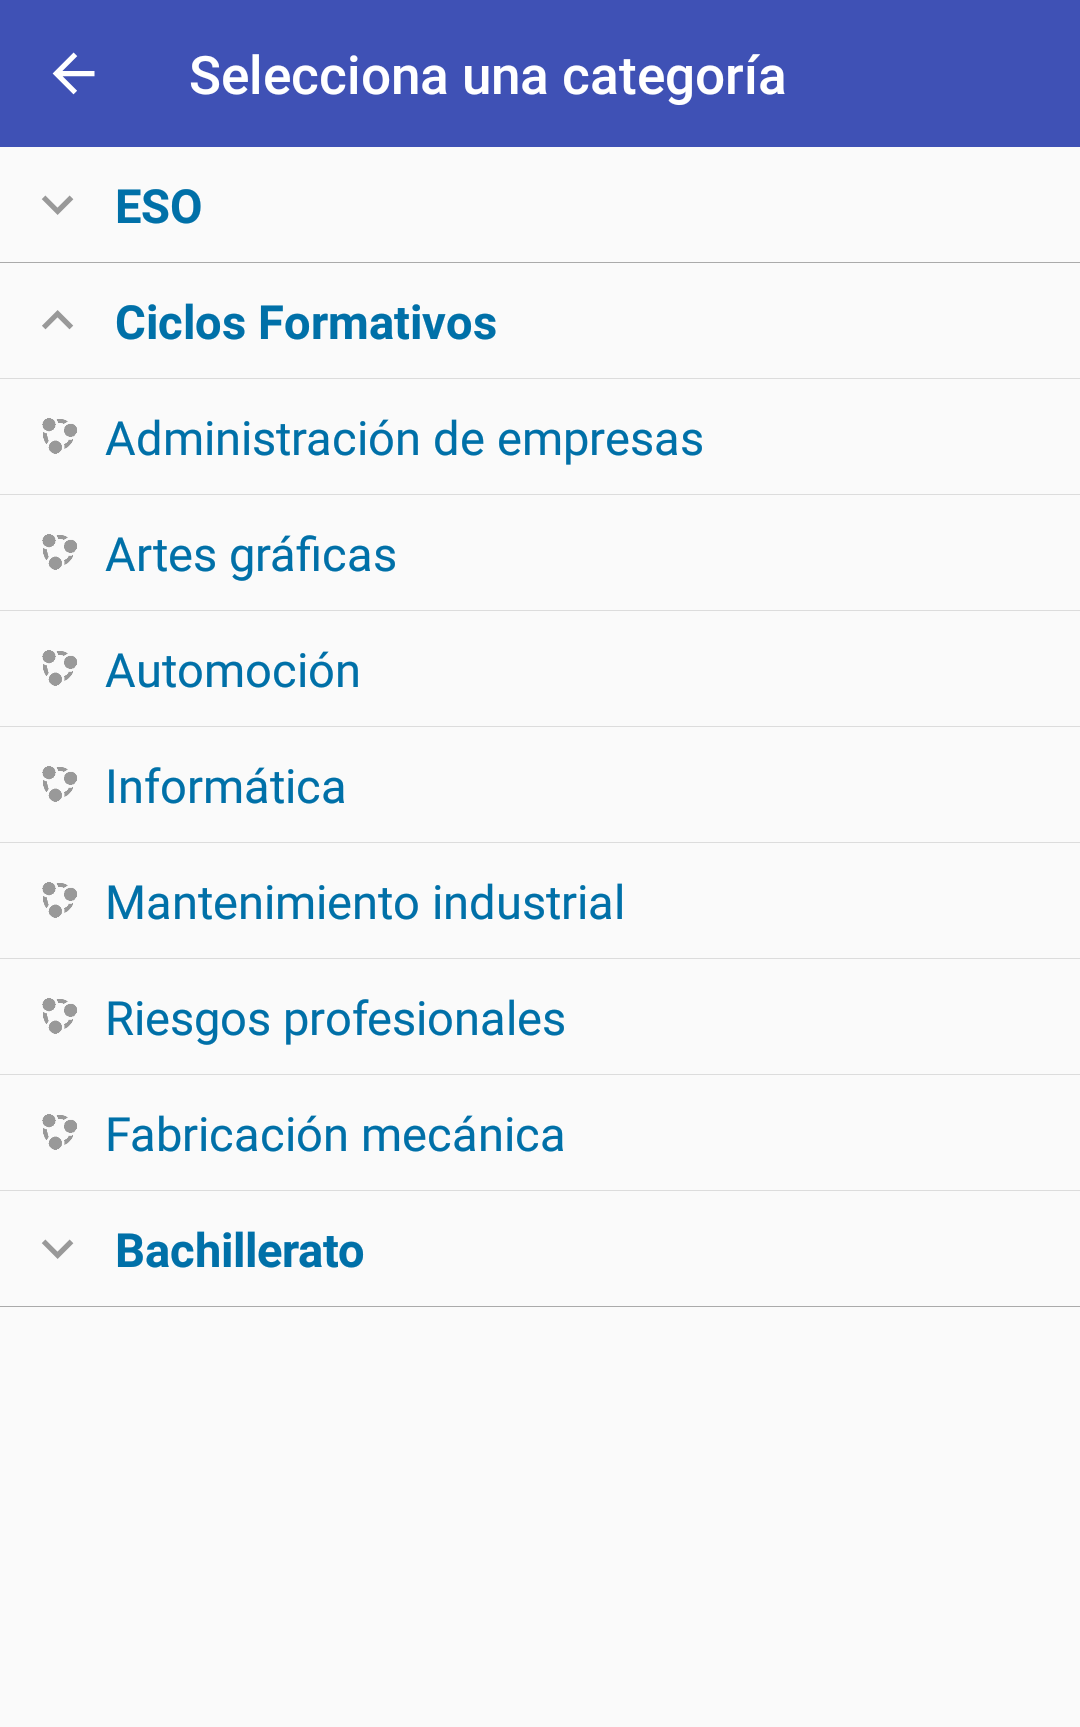 Selecciona una categoría
ESO
Ciclos Formativos
Administración de empresas
Artes gráficas
Automoción
Informática
Mantenimiento industrial
Riesgos profesionales
Fabricación mecánica
Bachillerato